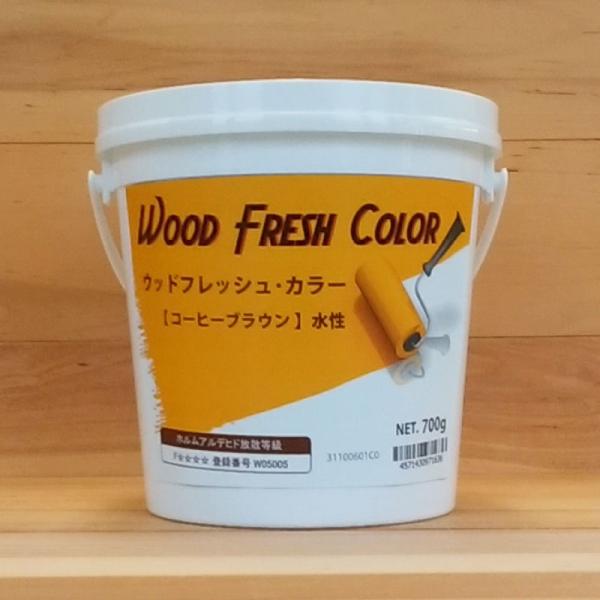 WOOD FRESH COLOR
ウッドフレッシュ・カラー
【コーヒーブラウン】水性
NET. 700g
ホルムアルデヒド放散等級
F☆☆☆☆ 登録番号 W05005
31100601C0
4571430971636